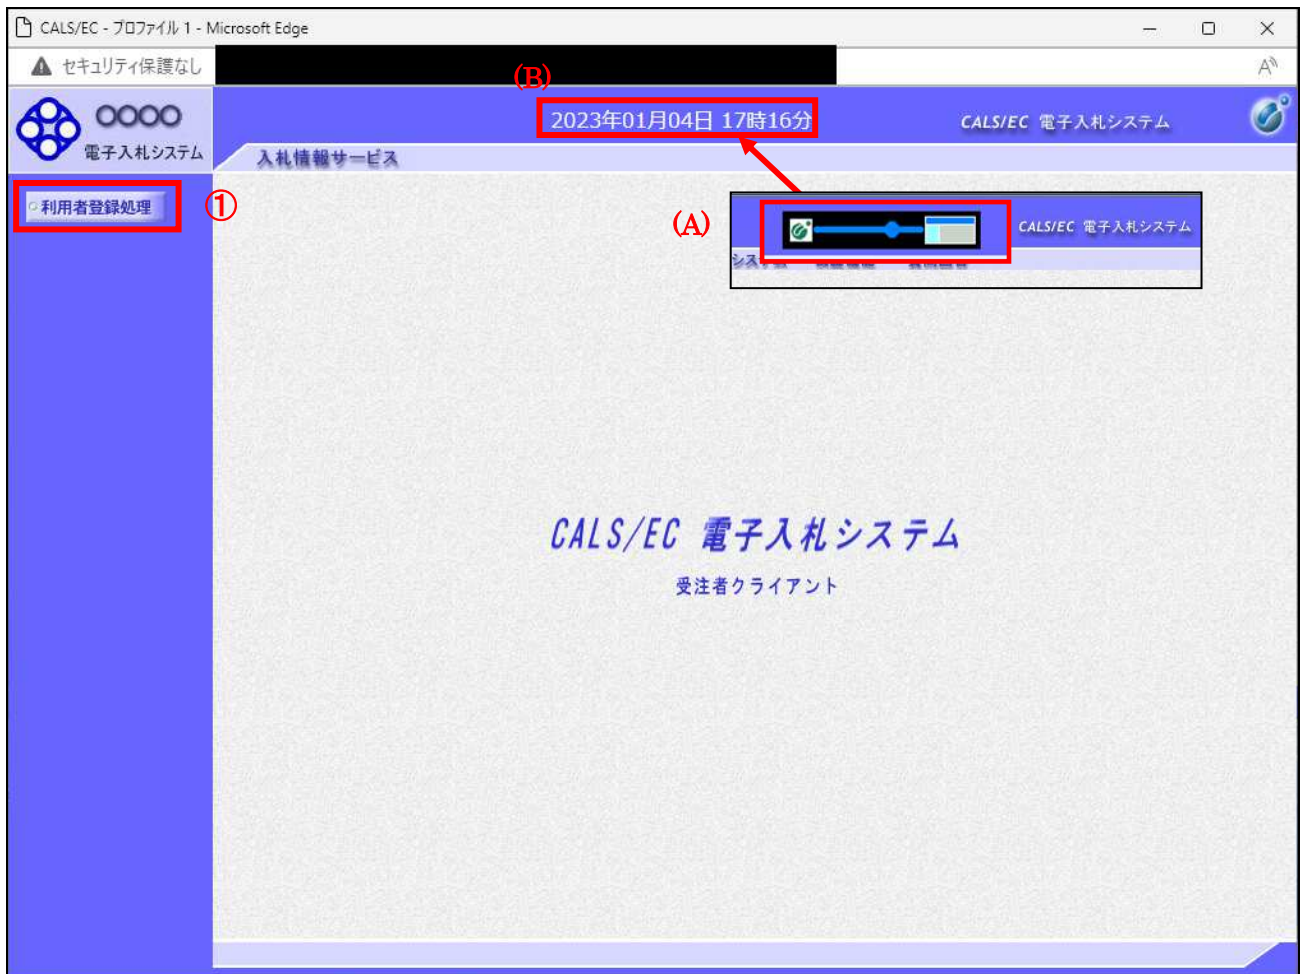 CALS/EC - プロファイル 1 - Microsoft Edge
セキュリティ保護なし
(B)
OOOO
電子入札システム
2023年01月04日 17時16分
CALS/EC 電子入札システム
入札情報サービス
利用者登録処理
①
(A)
CALS/EC 電子入札システム
CALS/EC 電子入札システム
受注者クライアント